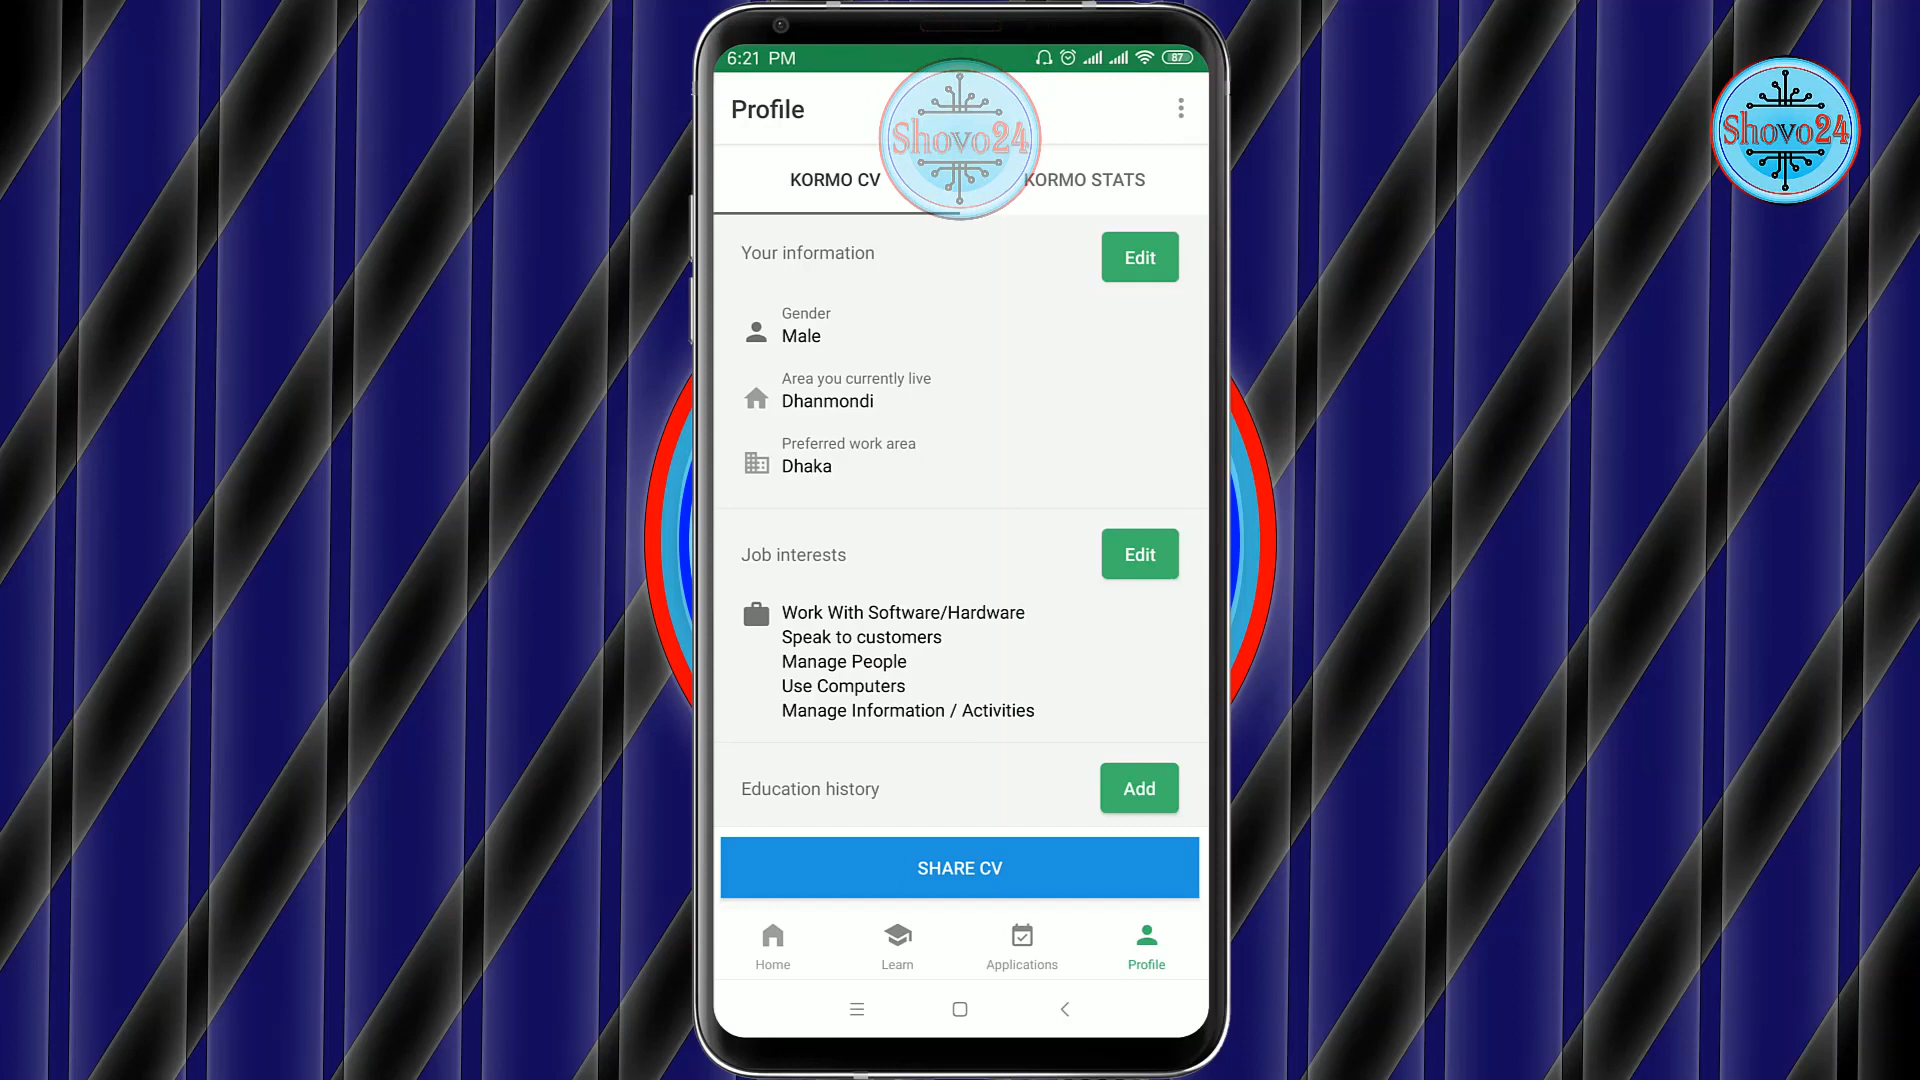 6:21 PM
87
Profile
Shovo24
Shovo24
KORMO CV
KORMO STATS
Your information
Edit
Gender
Male
Area you currently live
Dhanmondi
Preferred work area
Dhaka
Job interests
Edit
Work With Software/Hardware
Speak to customers
Manage People
Use Computers
Manage Information / Activities
Education history
Add
SHARE CV
Home
Learn
Applications
Profile